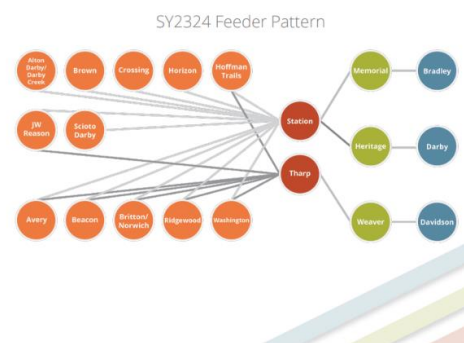 SY2324 Feeder Pattern
Alton
Darby/
Darby
Creek
Brown
Crossing
Horizon
Hoffman
Trails
Memorial
Bradley
JW
Reason
Scioto
Darby
Station
Heritage
Darby
Tharp
Avery
Beacon
Britton/
Norwich
Ridgewood
Washington
Weaver
Davidson